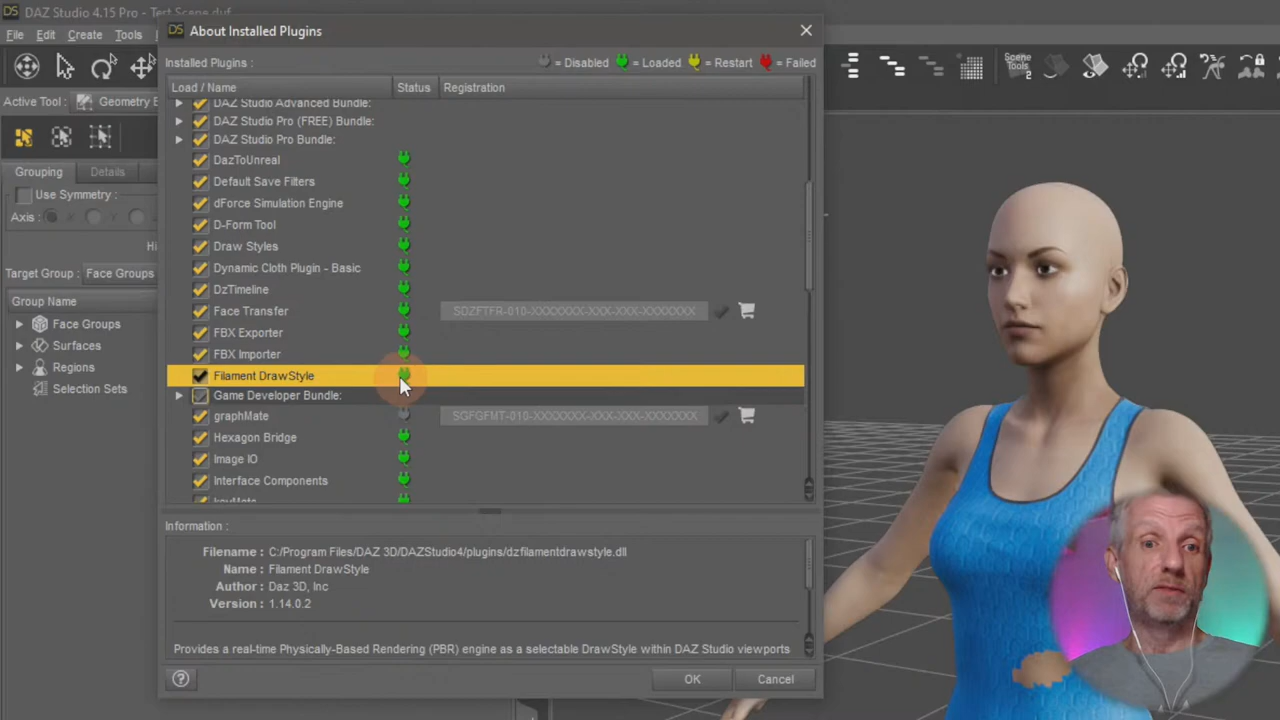 DAZ Studio 4.15 Pro - Test Scene.duf
File Edit Create Tools
Active Tool : Geometry E
Grouping Details
Use Symmetry :
Axis : X Y
Hi
Target Group : Face Groups
Group Name
Face Groups
Surfaces
Regions
Selection Sets
DS About Installed Plugins
Installed Plugins : = Disabled = Loaded = Restart = Failed
Load / Name Status Registration
DAZ Studio Advanced Bundle:
DAZ Studio Pro (FREE) Bundle:
DAZ Studio Pro Bundle:
DazToUnreal
Default Save Filters
dForce Simulation Engine
D-Form Tool
Draw Styles
Dynamic Cloth Plugin - Basic
DzTimeline
Face Transfer SDZFTFR-010-XXXXXXX-XXX-XXX-XXXXXXX
FBX Exporter
FBX Importer
Filament DrawStyle
Game Developer Bundle:
graphMate SGFGFMT-010-XXXXXXX-XXX-XXX-XXXXXXX
Hexagon Bridge
Image IO
Interface Components
keyMate
Information :
Filename : C:/Program Files/DAZ 3D/DAZStudio4/plugins/dzfilamentdrawstyle.dll
Name : Filament DrawStyle
Author : Daz 3D, Inc
Version : 1.14.0.2
Provides a real-time Physically-Based Rendering (PBR) engine as a selectable DrawStyle within DAZ Studio viewports
? OK Cancel
Scene
Tools